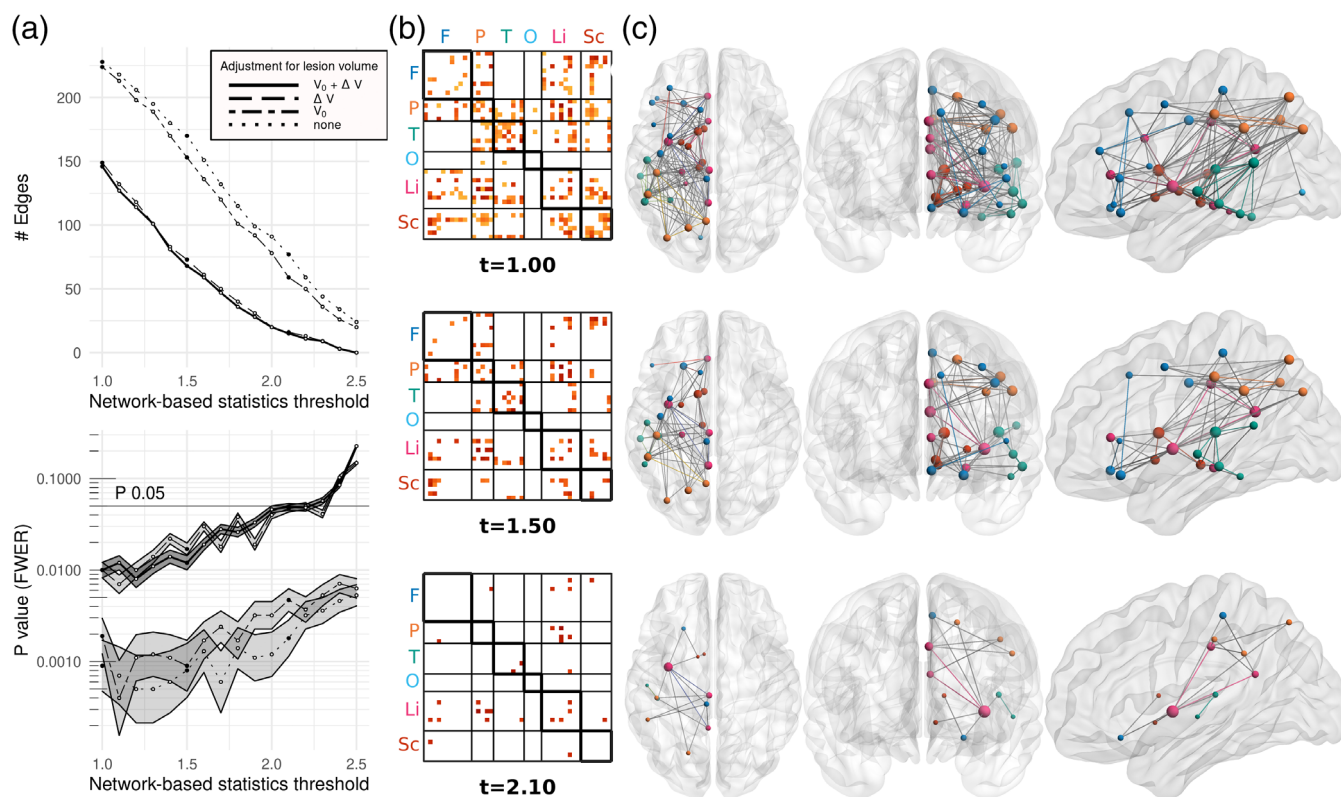 (a)
# Edges
200
150
100
50
0
Adjustment for lesion volume
V₀ + Δ V
Δ V
V₀
none
1.0 1.5 2.0 2.5
Network-based statistics threshold
P value (FWER)
0.1000
0.0100
0.0010
P 0.05
1.0 1.5 2.0 2.5
Network-based statistics threshold
(b)
F P T O Li Sc
F
P
T
O
Li
Sc
t=1.00
F
P
T
O
Li
Sc
t=1.50
F
P
T
O
Li
Sc
t=2.10
(c)